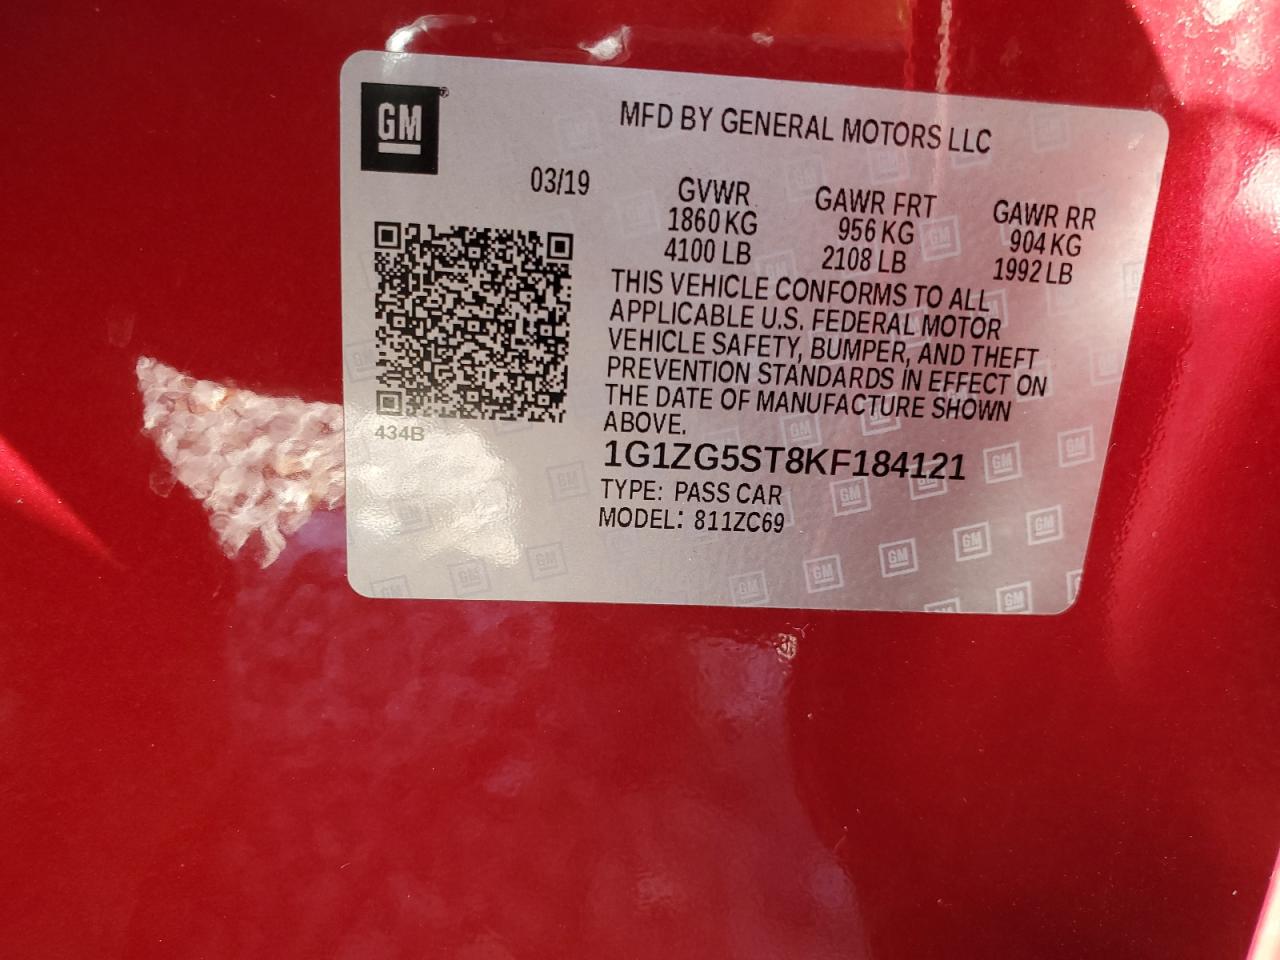 GM®
MFD BY GENERAL MOTORS LLC
03/19
GVWR
1860 KG
4100 LB
GAWR FRT
956 KG
2108 LB
GAWR RR
904 KG
1992 LB
THIS VEHICLE CONFORMS TO ALL
APPLICABLE U.S. FEDERAL MOTOR
VEHICLE SAFETY, BUMPER, AND THEFT
PREVENTION STANDARDS IN EFFECT ON
THE DATE OF MANUFACTURE SHOWN
ABOVE.
434B
1G1ZG5ST8KF184121
TYPE: PASS CAR
MODEL: 811ZC69